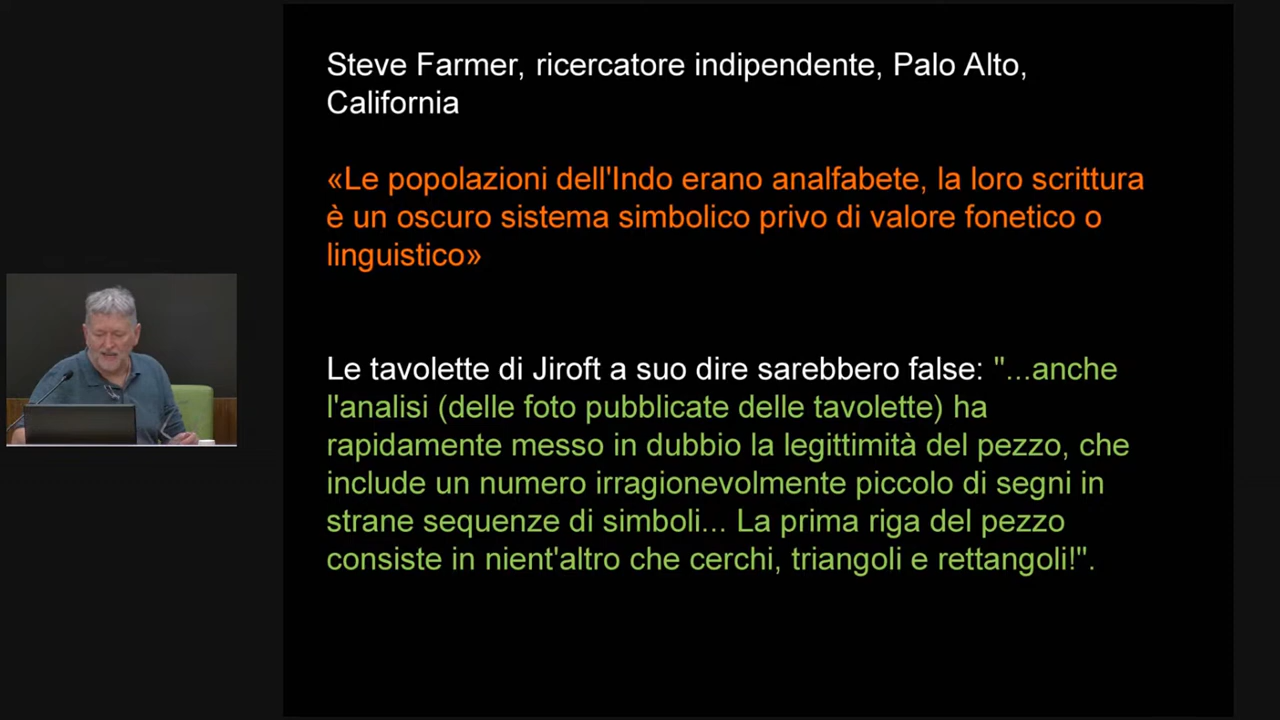 Steve Farmer, ricercatore indipendente, Palo Alto,
California
«Le popolazioni dell'Indo erano analfabete, la loro scrittura
è un oscuro sistema simbolico privo di valore fonetico o
linguistico»
Le tavolette di Jiroft a suo dire sarebbero false: "...anche
l'analisi (delle foto pubblicate delle tavolette) ha
rapidamente messo in dubbio la legittimità del pezzo, che
include un numero irragionevolmente piccolo di segni in
strane sequenze di simboli... La prima riga del pezzo
consiste in nient'altro che cerchi, triangoli e rettangoli!".